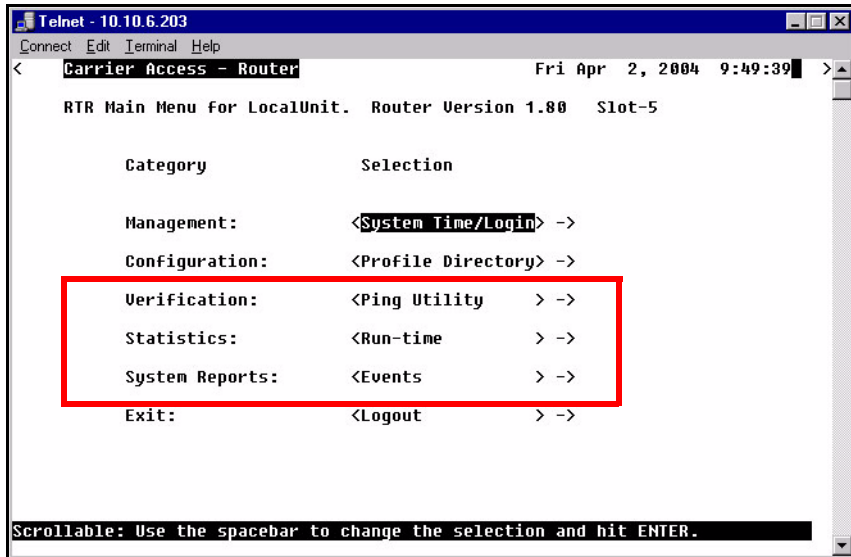 Telnet - 10.10.6.203
Connect Edit Terminal Help
< Carrier Access - Router Fri Apr 2, 2004 9:49:39 >
RTR Main Menu for LocalUnit. Router Version 1.80 Slot-5
Category Selection
Management: <System Time/Login> ->
Configuration: <Profile Directory> ->
Verification: <Ping Utility > ->
Statistics: <Run-time > ->
System Reports: <Events > ->
Exit: <Logout > ->
Scrollable: Use the spacebar to change the selection and hit ENTER.